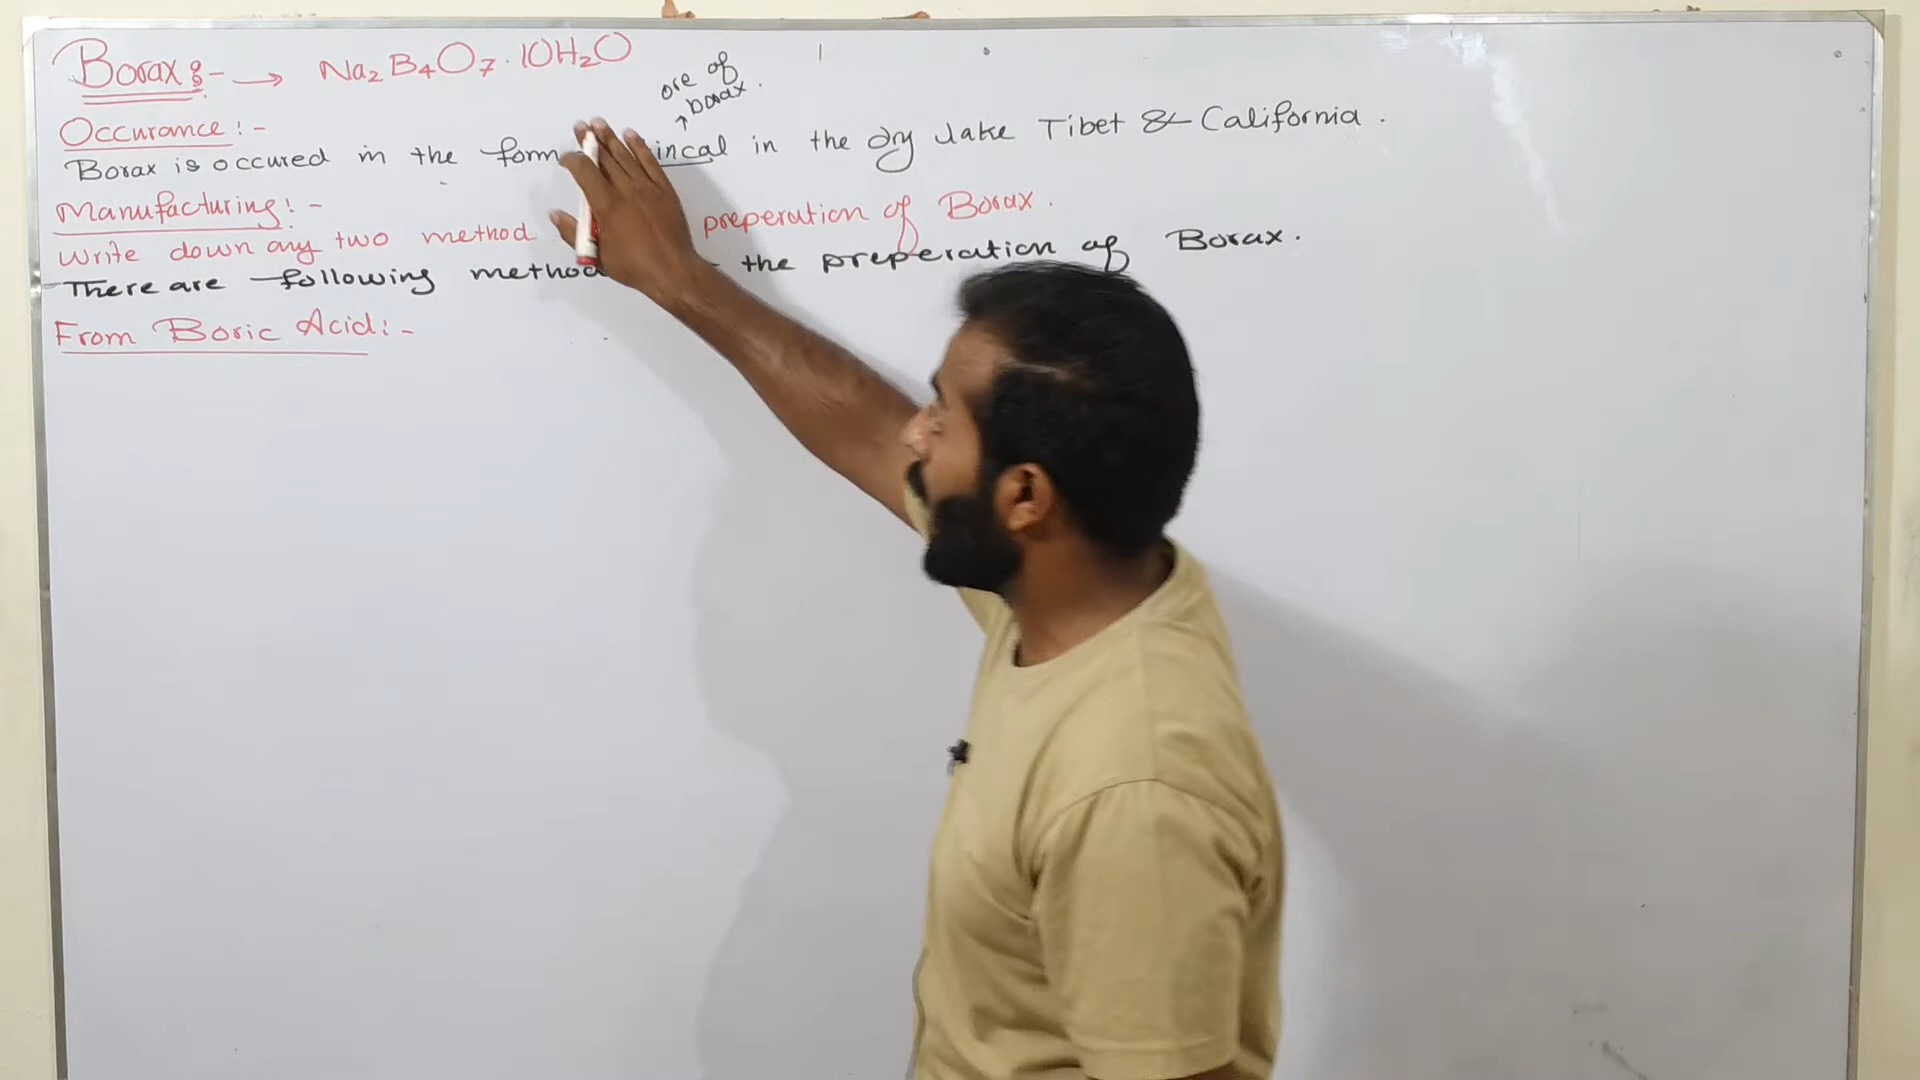 Borax :- → Na2B4O7.10H2O
ore of
borax.
↑
Occurance :-
Borax is occured in the form incal in the dry lake Tibet & California.
Manufacturing :-
Write down any two method preperation of Borax.
There are following method the preperation of Borax.
From Boric Acid :-